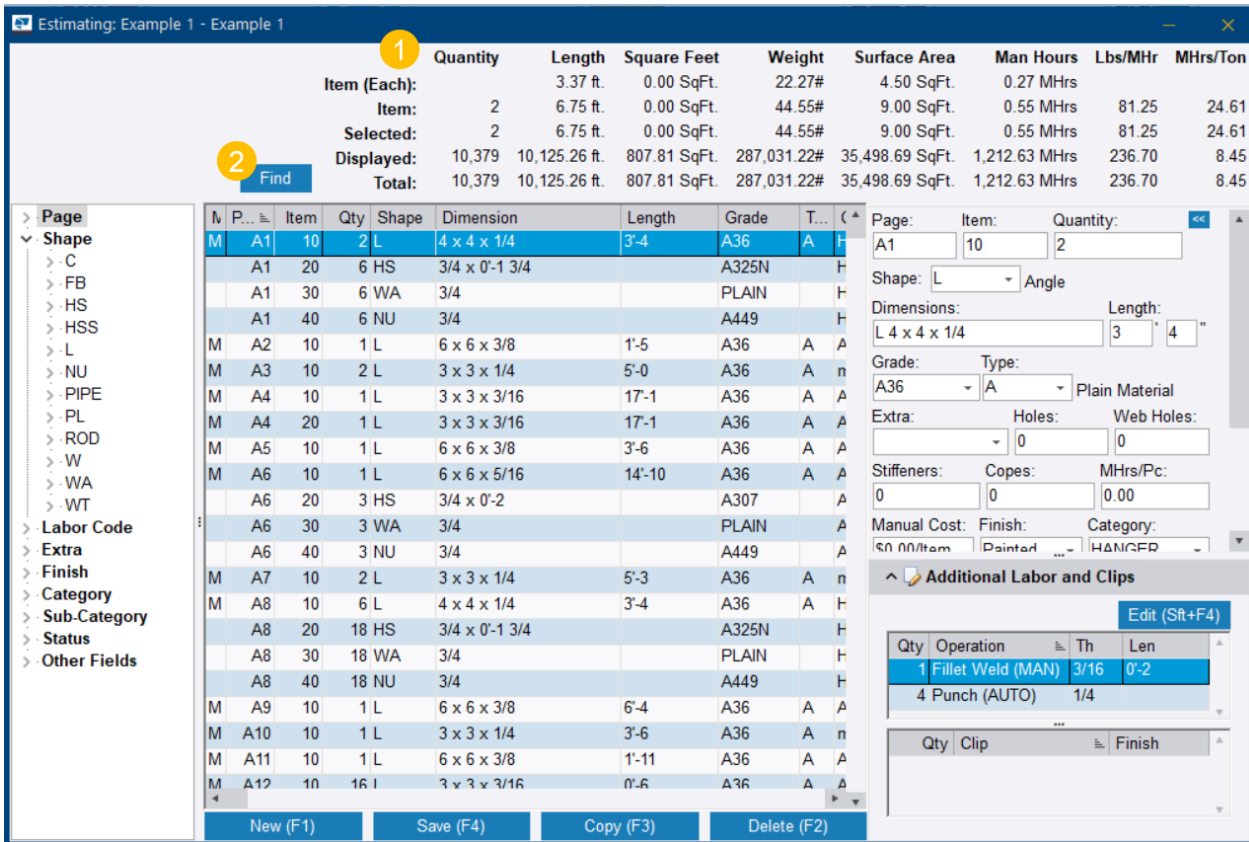 Estimating: Example 1 - Example 1
1
Quantity Length Square Feet Weight Surface Area Man Hours Lbs/MHr MHrs/Ton
Item (Each): 3.37 ft. 0.00 SqFt. 22.27# 4.50 SqFt. 0.27 MHrs
Item: 2 6.75 ft. 0.00 SqFt. 44.55# 9.00 SqFt. 0.55 MHrs 81.25 24.61
Selected: 2 6.75 ft. 0.00 SqFt. 44.55# 9.00 SqFt. 0.55 MHrs 81.25 24.61
Displayed: 10,379 10,125.26 ft. 807.81 SqFt. 287,031.22# 35,498.69 SqFt. 1,212.63 MHrs 236.70 8.45
2
Find
Total: 10,379 10,125.26 ft. 807.81 SqFt. 287,031.22# 35,498.69 SqFt. 1,212.63 MHrs 236.70 8.45
Page
Shape
C
FB
HS
HSS
L
NU
PIPE
PL
ROD
W
WA
WT
Labor Code
Extra
Finish
Category
Sub-Category
Status
Other Fields
M P... Item Qty Shape Dimension Length Grade T...
M A1 10 2 L 4 x 4 x 1/4 3'-4 A36 A H
A1 20 6 HS 3/4 x 0'-1 3/4 A325N H
A1 30 6 WA 3/4 PLAIN H
A1 40 6 NU 3/4 A449 H
M A2 10 1 L 6 x 6 x 3/8 1'-5 A36 A A
M A3 10 2 L 3 x 3 x 1/4 5'-0 A36 A m
M A4 10 1 L 3 x 3 x 3/16 17'-1 A36 A A
M A4 20 1 L 3 x 3 x 3/16 17'-1 A36 A A
M A5 10 1 L 6 x 6 x 3/8 3'-6 A36 A A
M A6 10 1 L 6 x 6 x 5/16 14'-10 A36 A A
A6 20 3 HS 3/4 x 0'-2 A307 A
A6 30 3 WA 3/4 PLAIN A
A6 40 3 NU 3/4 A449 A
M A7 10 2 L 3 x 3 x 1/4 5'-3 A36 A m
M A8 10 6 L 4 x 4 x 1/4 3'-4 A36 A H
A8 20 18 HS 3/4 x 0'-1 3/4 A325N H
A8 30 18 WA 3/4 PLAIN H
A8 40 18 NU 3/4 A449 H
M A9 10 1 L 6 x 6 x 3/8 6'-4 A36 A A
M A10 10 1 L 3 x 3 x 1/4 3'-6 A36 A m
M A11 10 1 L 6 x 6 x 3/8 1'-11 A36 A A
M A12 10 16 L 3 x 3 x 3/16 0'-6 A36 A A
New (F1) Save (F4) Copy (F3) Delete (F2)
Page: Item: Quantity: <<
A1 10 2
Shape: L Angle
Dimensions: Length:
L 4 x 4 x 1/4 3 ' 4 "
Grade: Type:
A36 A Plain Material
Extra: Holes: Web Holes:
0 0
Stiffeners: Copes: MHrs/Pc:
0 0 0.00
Manual Cost: Finish: Category:
$0.00/Item Painted HANGER
Additional Labor and Clips
Edit (Sft+F4)
Qty Operation Th Len
1 Fillet Weld (MAN) 3/16 0'-2
4 Punch (AUTO) 1/4
Qty Clip Finish